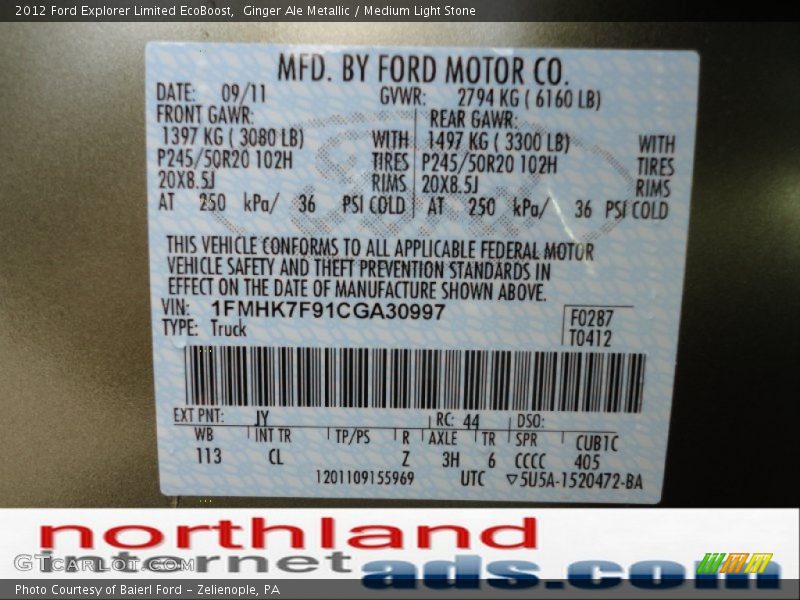 2012 Ford Explorer Limited EcoBoost,  Ginger Ale Metallic / Medium Light Stone
MFD. BY FORD MOTOR CO.
DATE: 09/11 GVWR: 2794 KG ( 6160 LB)
FRONT GAWR: REAR GAWR:
1397 KG ( 3080 LB) WITH 1497 KG ( 3300 LB) WITH
P245/50R20 102H TIRES P245/50R20 102H TIRES
20X8.5J RIMS 20X8.5J RIMS
AT 250 kPa/ 36 PSI COLD AT 250 kPa/ 36 PSI COLD
THIS VEHICLE CONFORMS TO ALL APPLICABLE FEDERAL MOTOR
VEHICLE SAFETY AND THEFT PREVENTION STANDARDS IN
EFFECT ON THE DATE OF MANUFACTURE SHOWN ABOVE.
VIN: 1FMHK7F91CGA30997
TYPE: Truck
F0287
T0412
EXT PNT: JY RC: 44 DSO:
WB INT TR TP/PS R AXLE TR SPR CUB1C
113 CL Z 3H 6 CCCC 405
1201109155969 UTC ▽5U5A-1520472-BA
northland
internet
ads.com
GTCARLOT.COM
Photo Courtesy of Baierl Ford – Zelienople, PA